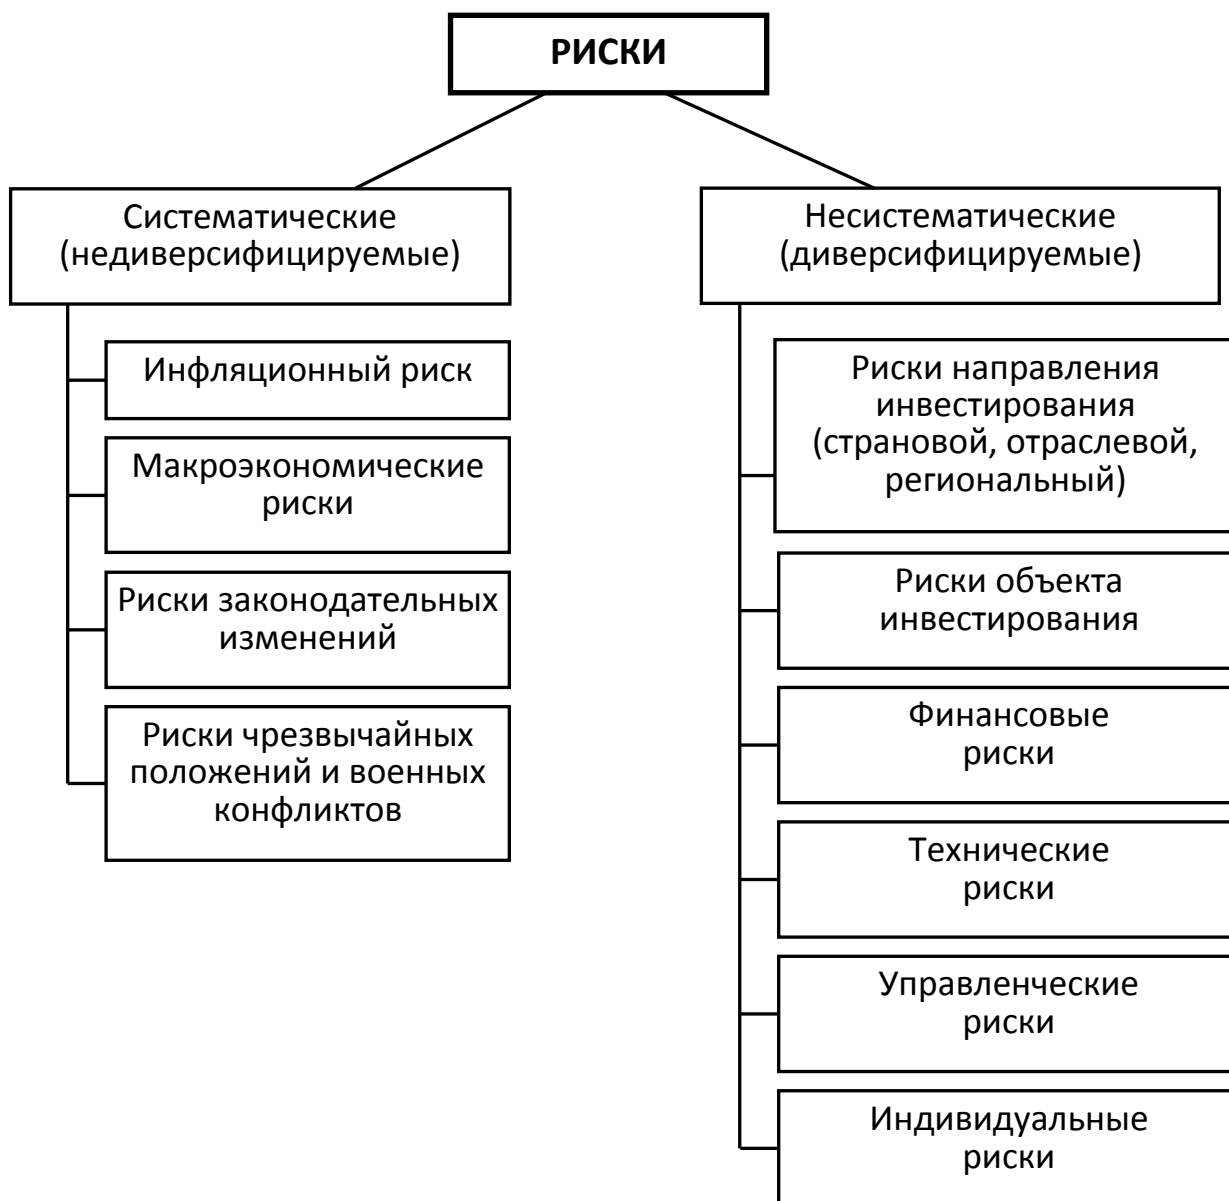 РИСКИ
Систематические
(недиверсифицируемые)
Инфляционный риск
Макроэкономические
риски
Риски законодательных
изменений
Риски чрезвычайных
положений и военных
конфликтов
Несистематические
(диверсифицируемые)
Риски направления
инвестирования
(страновой, отраслевой,
региональный)
Риски объекта
инвестирования
Финансовые
риски
Технические
риски
Управленческие
риски
Индивидуальные
риски